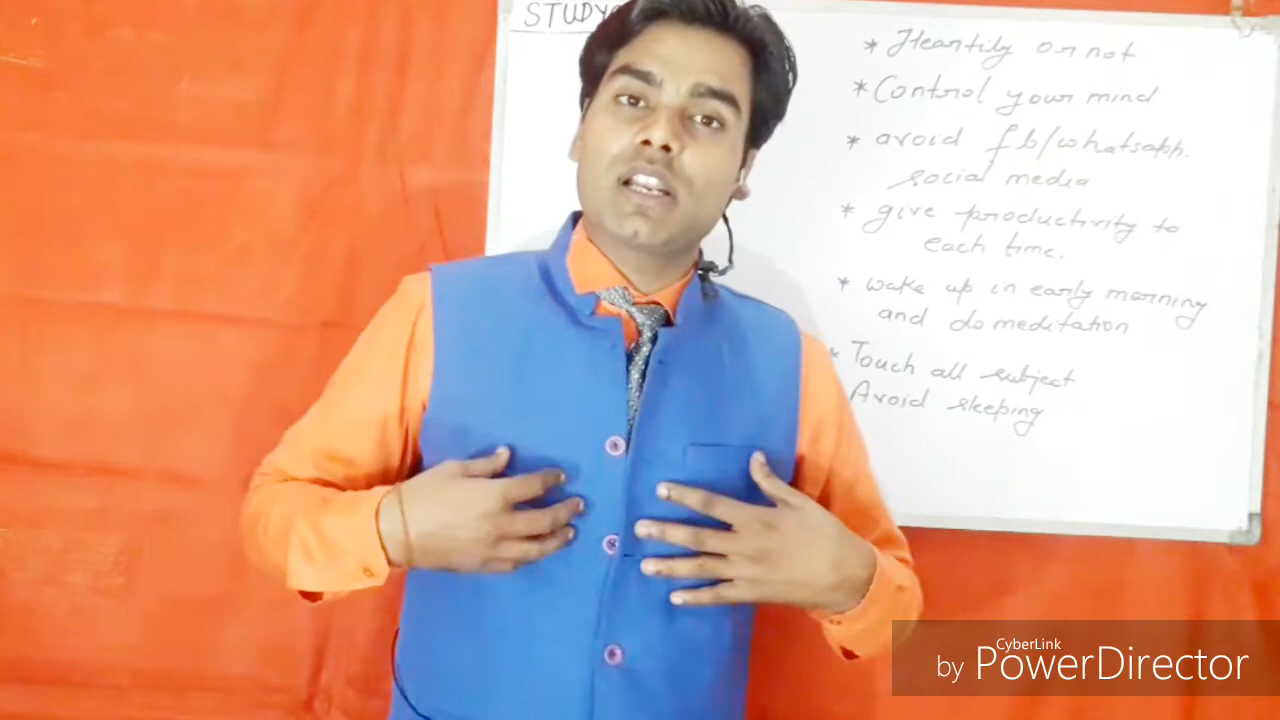 STUDY
* Heartily or not
* Control your mind
* avoid fb/whatsapp.
social media
* give productivity to
each time.
* wake up in early morning
and do meditation
* Touch all subject
Avoid sleeping
CyberLink
by PowerDirector